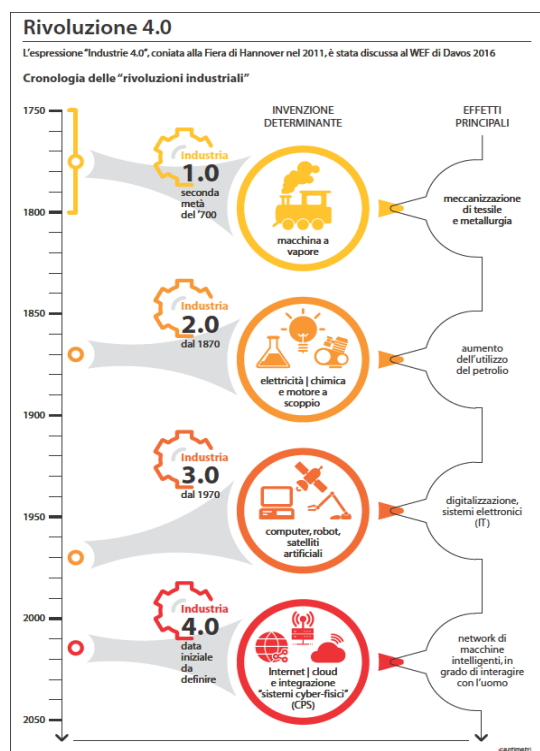 Rivoluzione 4.0
L'espressione "Industrie 4.0", coniata alla Fiera di Hannover nel 2011, è stata discussa al WEF di Davos 2016
Cronologia delle "rivoluzioni industriali"
INVENZIONE
DETERMINANTE
EFFETTI
PRINCIPALI
1750
Industria
1.0
seconda
metà
del '700
macchina a
vapore
meccanizzazione
di tessile
e metallurgia
1800
1850
Industria
2.0
dal 1870
elettricità | chimica
e motore a
scoppio
aumento
dell'utilizzo
del petrolio
1900
Industria
3.0
dal 1970
computer, robot,
satelliti
artificiali
digitalizzazione,
sistemi elettronici
(IT)
1950
2000
Industria
4.0
data
iniziale
da
definire
Internet | cloud
e integrazione
"sistemi cyber-fisici"
(CPS)
network di
macchine
intelligenti, in
grado di interagire
con l'uomo
2050
centimetri